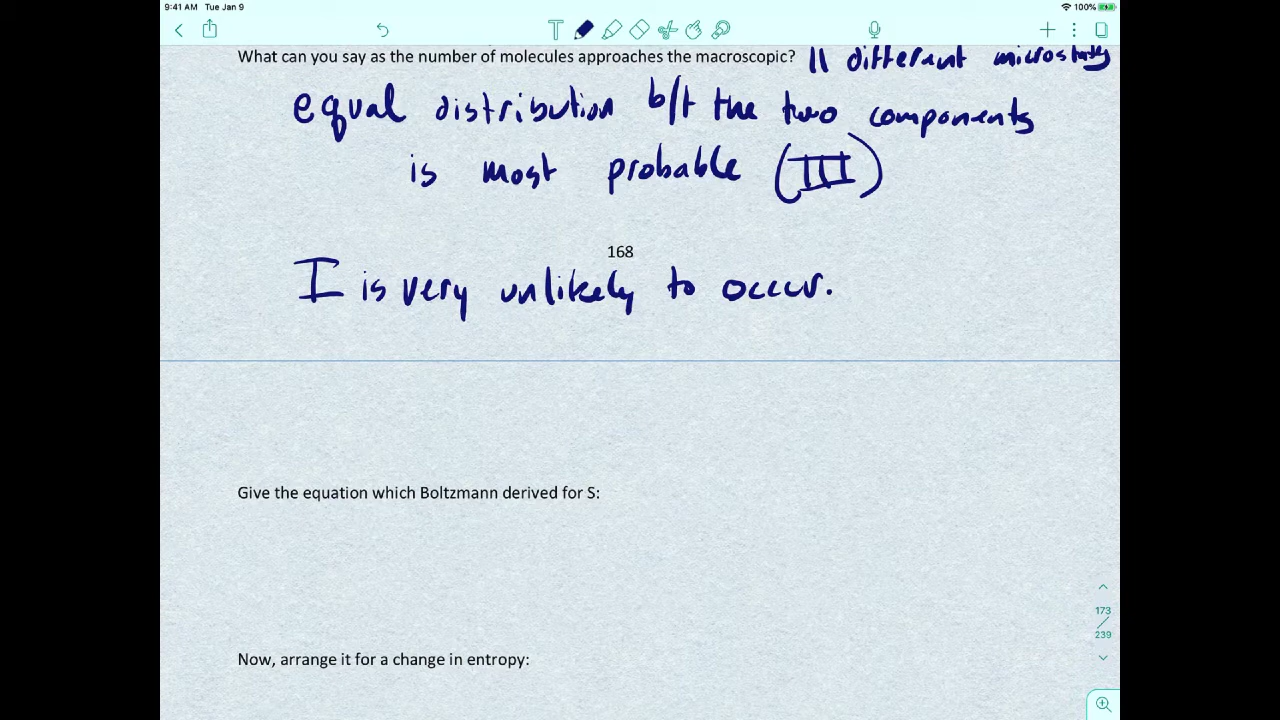 9:41 AM Tue Jan 9
100%
T
What can you say as the number of molecules approaches the macroscopic? 11 different microstates
equal distribution b/t the two components
is most probable (III)
168
I is very unlikely to occur.
Give the equation which Boltzmann derived for S:
173
239
Now, arrange it for a change in entropy: